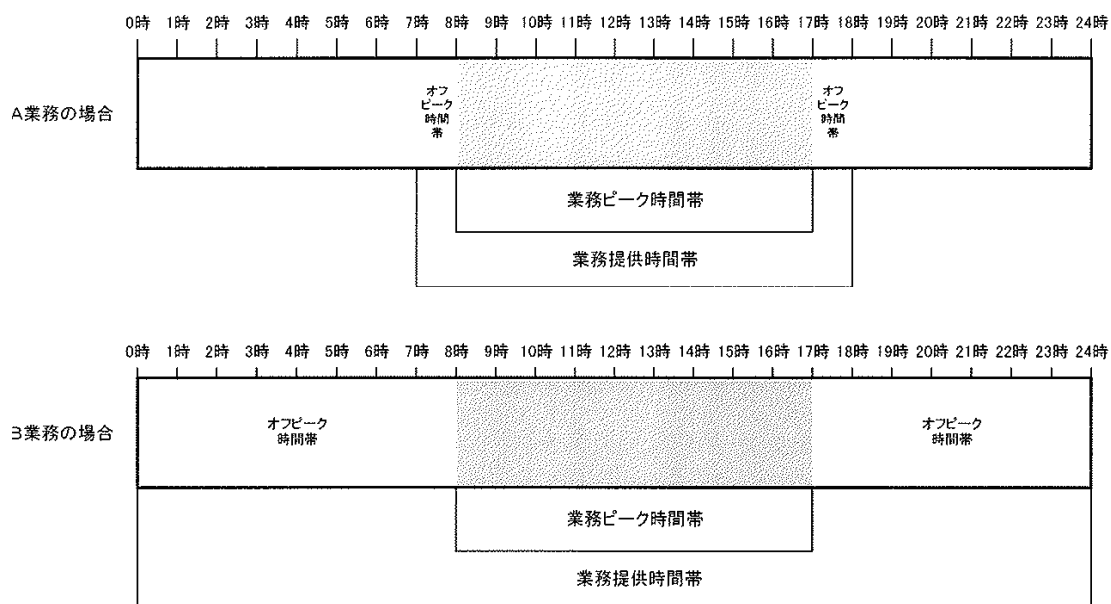 0時 1時 2時 3時 4時 5時 6時 7時 8時 9時 10時 11時 12時 13時 14時 15時 16時 17時 18時 19時 20時 21時 22時 23時 24時
A業務の場合
オフ
ピーク
時間
帯
オフ
ピーク
時間
帯
業務ピーク時間帯
業務提供時間帯
0時 1時 2時 3時 4時 5時 6時 7時 8時 9時 10時 11時 12時 13時 14時 15時 16時 17時 18時 19時 20時 21時 22時 23時 24時
B業務の場合
オフピーク
時間帯
オフピーク
時間帯
業務ピーク時間帯
業務提供時間帯